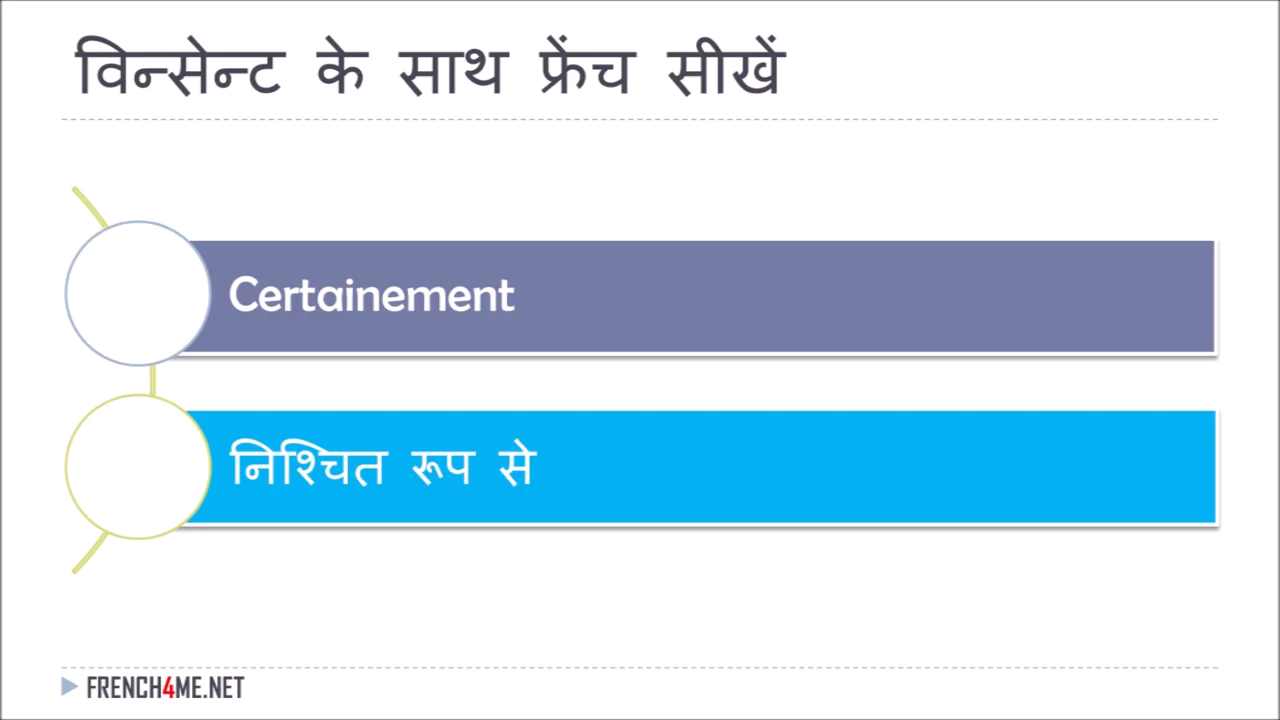 विन्सेन्ट के साथ फ्रेंच सीखें
Certainement
निश्चित रूप से
FRENCH4ME.NET